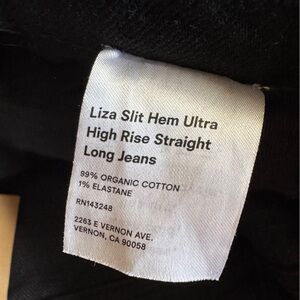 Liza Slit Hem Ultra
High Rise Straight
Long Jeans
99% ORGANIC COTTON
1% ELASTANE
RN143248
2263 E VERNON AVE.
VERNON, CA 90058